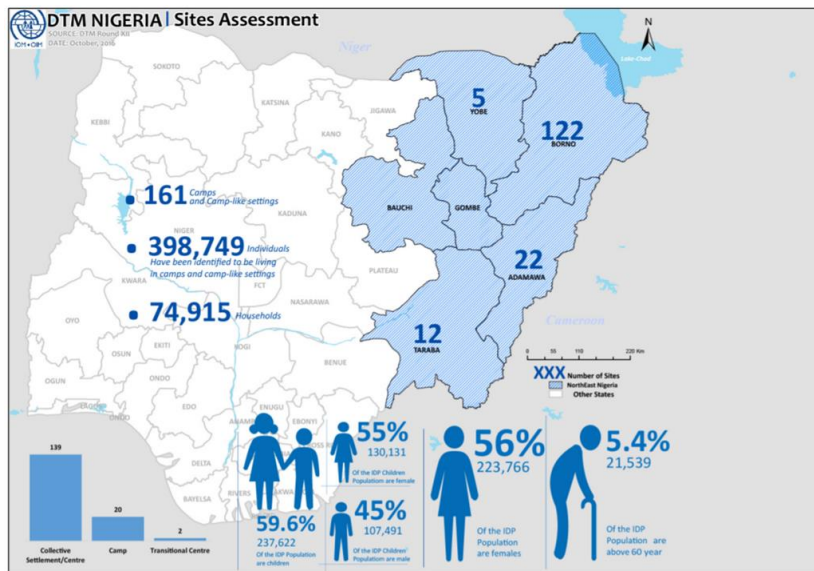 DTM NIGERIA | Sites Assessment
SOURCE: DTM Round XII
DATE: October, 2016
IOM • OIM
Niger
Lake-Chad
N
SOKOTO
KATSINA
JIGAWA
KEBBI
KANO
5
YOBE
122
BORNO
161 Camps
and Camp-like settings
BAUCHI
GOMBE
KADUNA
NIGER
398,749 Individuals
Have been identified to be living
in camps and camp-like settings
PLATEAU
22
ADAMAWA
FCT
KWARA
NASARAWA
74,915 Households
12
TARABA
Cameroon
OYO
EKITI
KOGI
OSUN
BENUE
0 55 110 220 Km
XXX Number of Sites
NorthEast Nigeria
Other States
OGUN
ONDO
EDO
ENUGU
EBONYI
DELTA
BAYELSA
RIVERS
139
20
2
Collective
Settlement/Centre
Camp
Transitional Centre
59.6%
237,622
Of the IDP Population
are children
55%
130,131
Of the IDP Children
Population are female
45%
107,491
Of the IDP Children'
Population are male
56%
223,766
Of the IDP
Population
are females
5.4%
21,539
Of the IDP
Population are
above 60 year